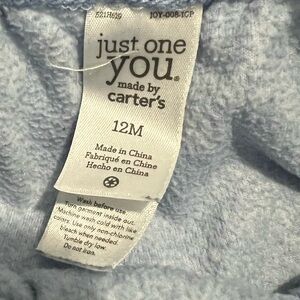 521H619 JOY-008-1CP
just one
you®
made by
carter's
12M
Made in China
Fabriqué en Chine
Hecho en China
Wash before use.
Turn garment inside out.
Machine wash cold with like
colors. Use only non-chlorine
bleach when needed.
Tumble dry low.
Do not iron.